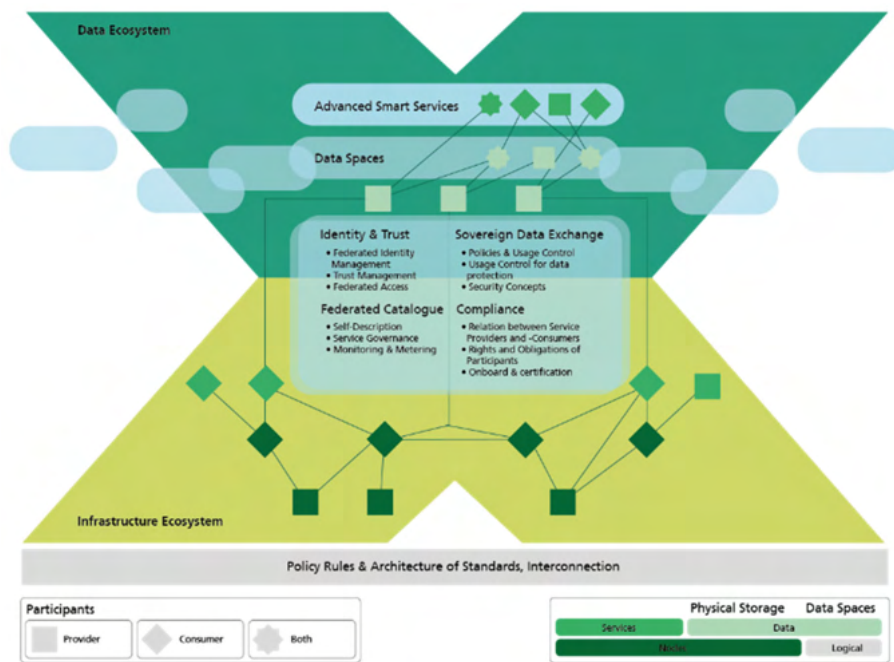 Data Ecosystem
Advanced Smart Services
Data Spaces
Identity & Trust
• Federated Identity
Management
• Trust Management
• Federated Access
Sovereign Data Exchange
• Policies & Usage Control
• Usage Control for data
protection
• Security Concepts
Federated Catalogue
• Self-Description
• Service Governance
• Monitoring & Metering
Compliance
• Relation between Service
Providers and -Consumers
• Rights and Obligations of
Participants
• Onboard & certification
Infrastructure Ecosystem
Policy Rules & Architecture of Standards, Interconnection
Participants
Provider
Consumer
Both
Physical Storage
Data Spaces
Services
Data
Nodes
Logical